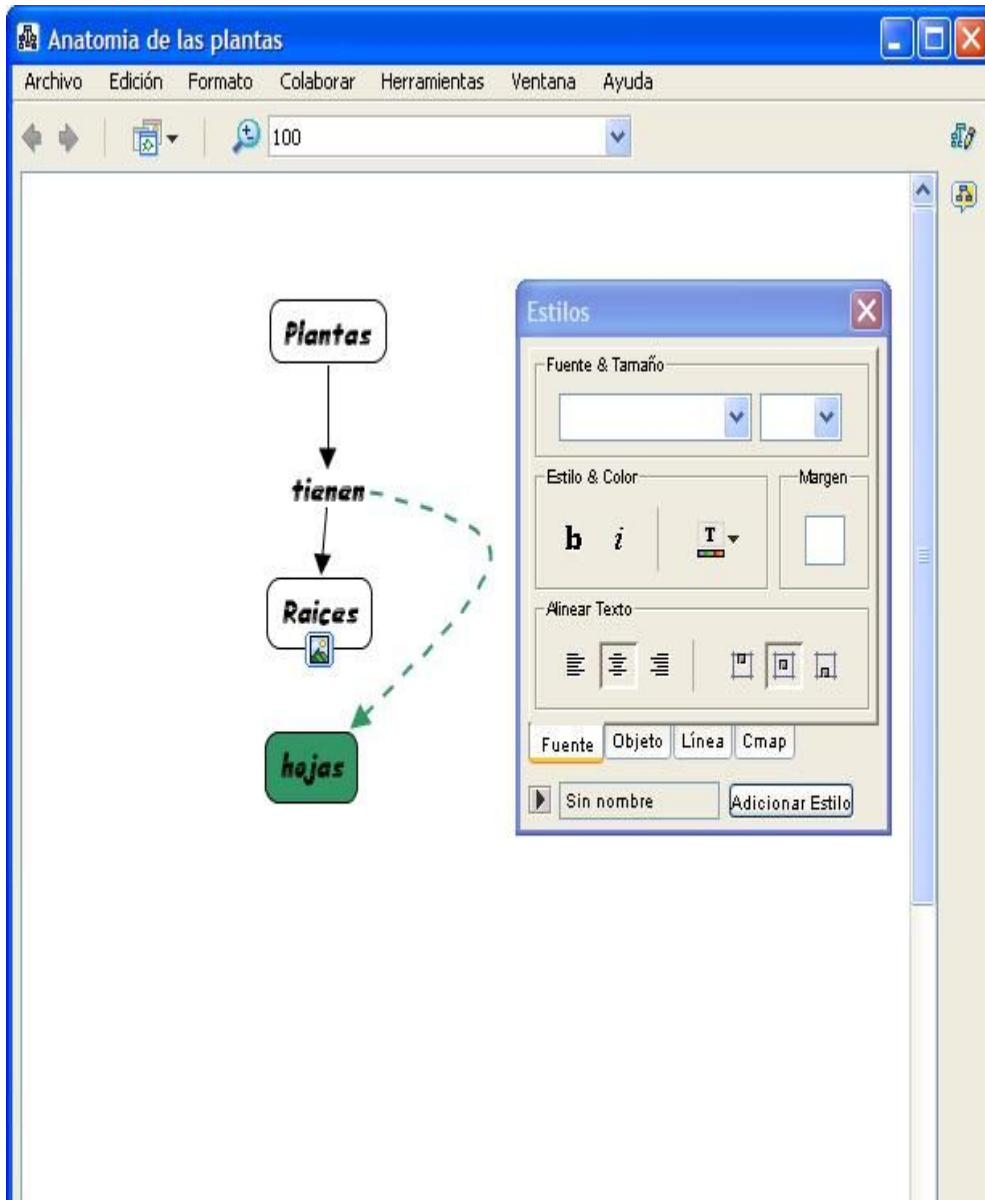 Anatomia de las plantas
Archivo Edición Formato Colaborar Herramientas Ventana Ayuda
100
Plantas
tienen
Raices
hojas
Estilos
Fuente & Tamaño
Estilo & Color
Margen
b i T
Alinear Texto
Fuente Objeto Línea Cmap
Sin nombre
Adicionar Estilo